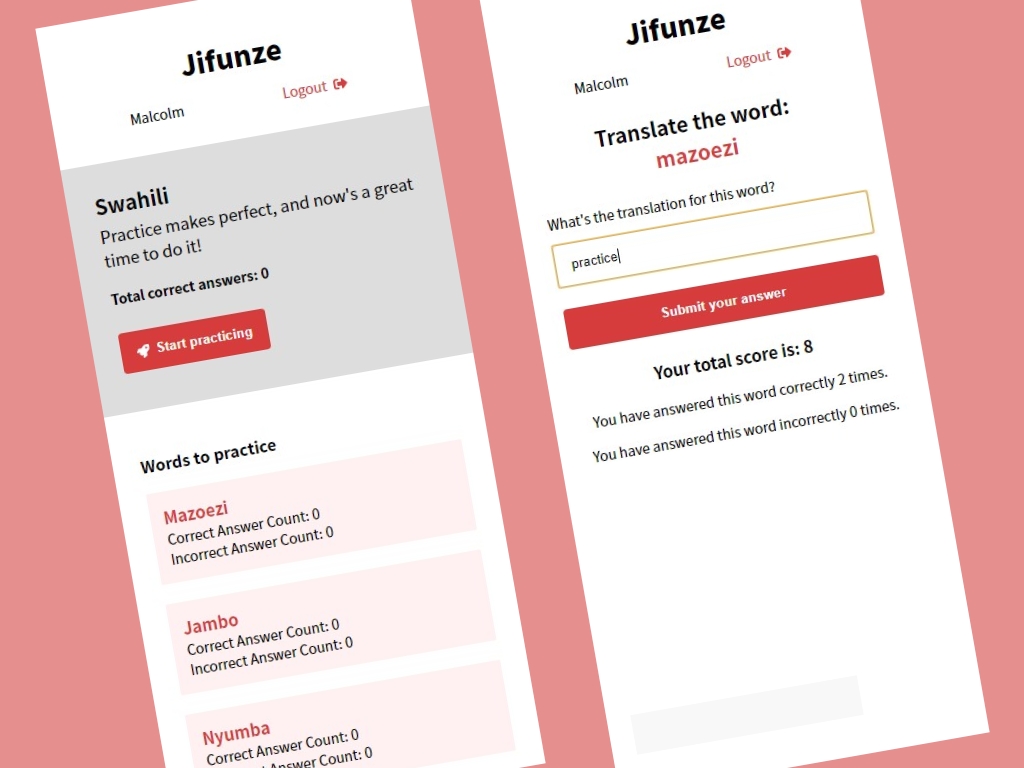 Jifunze
Malcolm
Logout
Swahili
Practice makes perfect, and now's a great
time to do it!
Total correct answers: 0
Start practicing
Words to practice
Mazoezi
Correct Answer Count: 0
Incorrect Answer Count: 0
Jambo
Correct Answer Count: 0
Incorrect Answer Count: 0
Nyumba
Correct Answer Count: 0
Incorrect Answer Count: 0
Jifunze
Malcolm
Logout
Translate the word:
mazoezi
What's the translation for this word?
practice
Submit your answer
Your total score is: 8
You have answered this word correctly 2 times.
You have answered this word incorrectly 0 times.